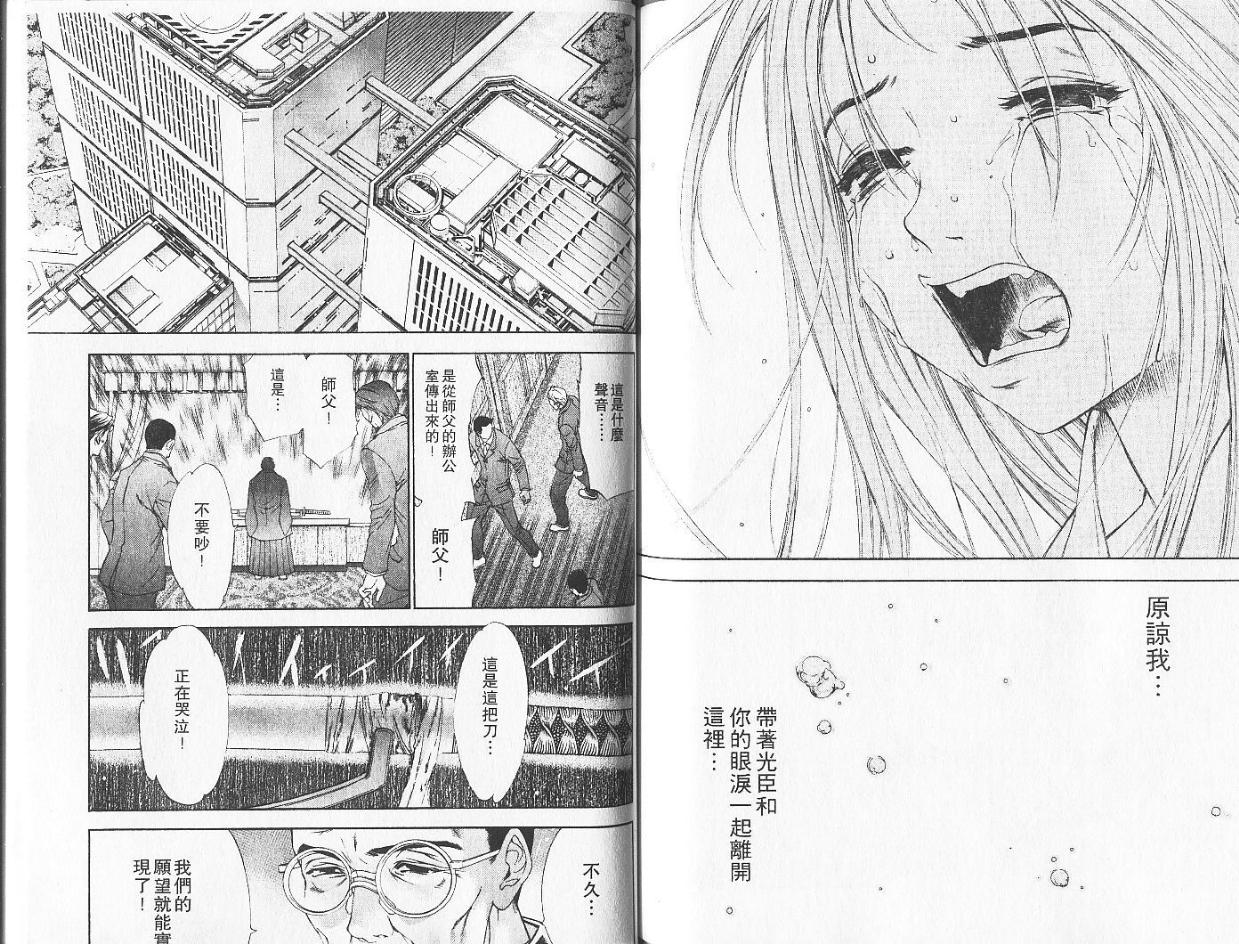 原諒我…
帶著光臣和
你的眼淚一起離開
這裡…
這是什麼
聲音……
是從師父的辦公
室傳出來的！
師父！
師父！
這是…
不要吵！
這是這把刀…
正在哭泣！
不久…
我們的
願望就能實
現了！